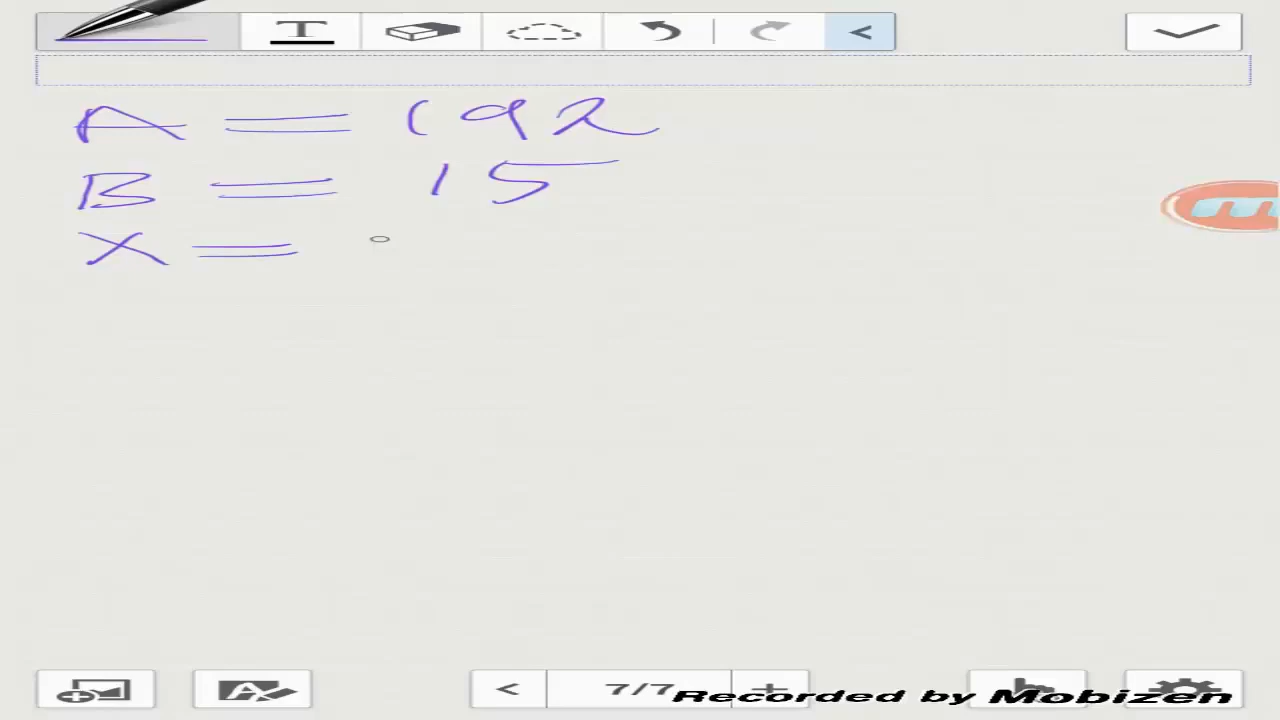 T
<
A = 192
B = 15
X =
A
< 7/7 +
Recorded by Mobizen